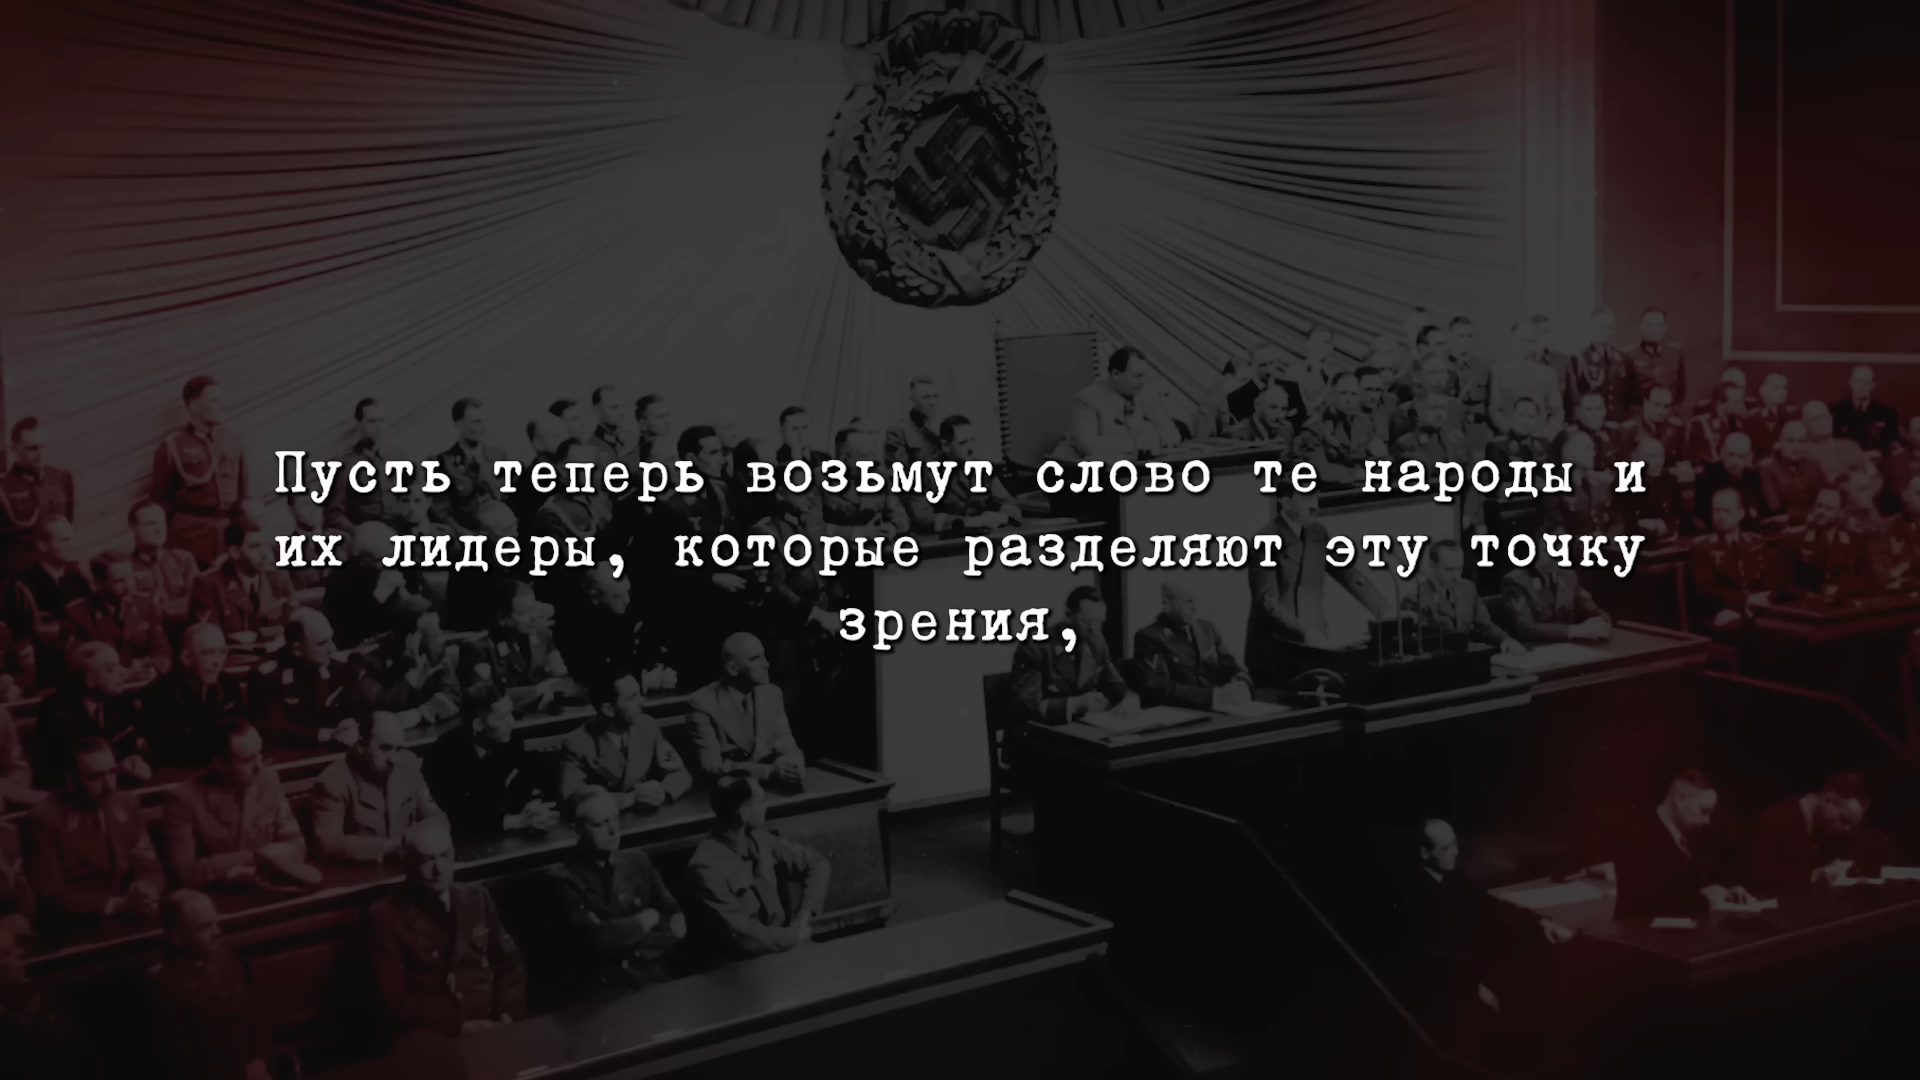 Пусть теперь возьмут слово те народы и
их лидеры, которые разделяют эту точку
зрения,